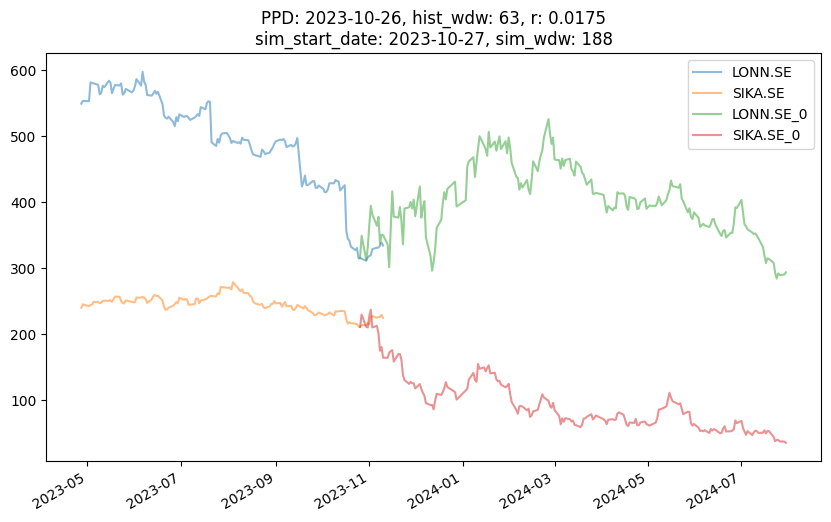 PPD: 2023-10-26, hist_wdw: 63, r: 0.0175
sim_start_date: 2023-10-27, sim_wdw: 188
LONN.SE
SIKA.SE
LONN.SE_0
SIKA.SE_0
600
500
400
300
200
100
2023-05
2023-07
2023-09
2023-11
2024-01
2024-03
2024-05
2024-07